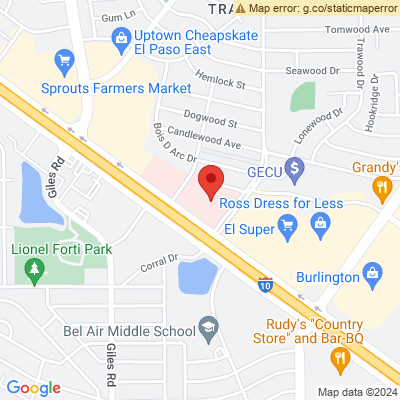 TRA
Map error: g.co/staticmaperror
Gum Ln
Tomwood Ave
Uptown Cheapskate
El Paso East
Hemlock St
Seawood Dr
Trawood Dr
Sprouts Farmers Market
Dogwood St
Lonewood Dr
Hookridge Dr
Candlewood Ave
Bois D Arc Dr
Giles Rd
GECU
Grandy's
Ross Dress for Less
El Super
Lionel Forti Park
Corral Dr
Burlington
10
Bel Air Middle School
Rudy's "Country
Store" and Bar-BQ
Giles Rd
Google
Map data ©2024